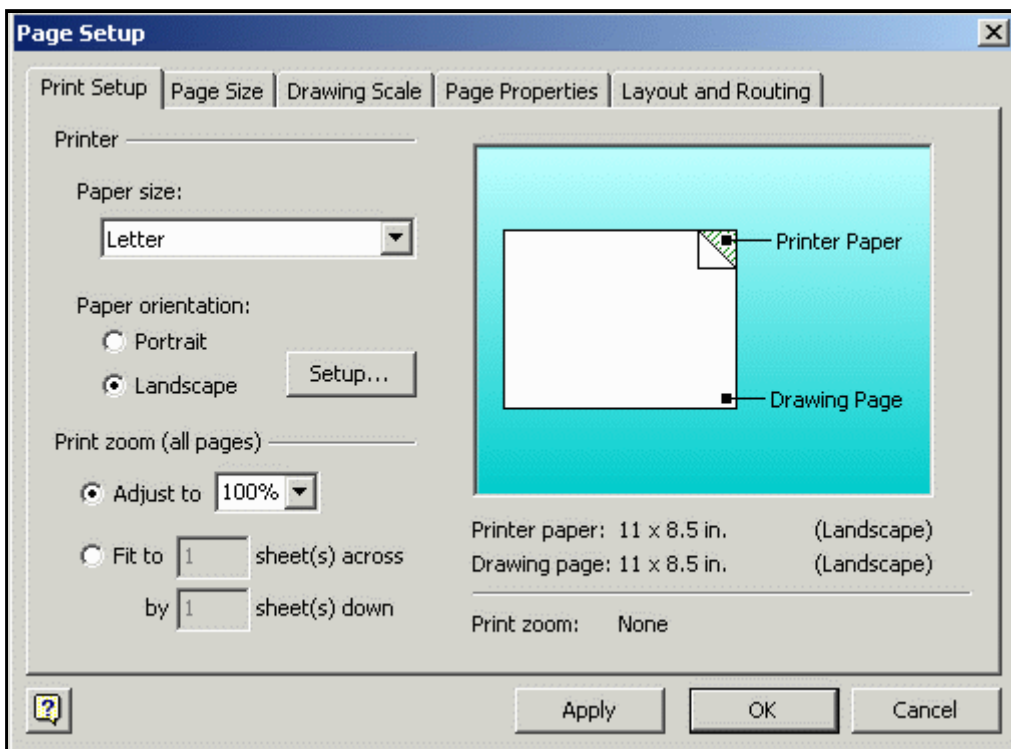 Page Setup
Print Setup Page Size Drawing Scale Page Properties Layout and Routing
Printer
Paper size:
Letter
Paper orientation:
Portrait
Landscape
Setup...
Print zoom (all pages)
Adjust to 100%
Fit to 1 sheet(s) across
by 1 sheet(s) down
Printer Paper
Drawing Page
Printer paper: 11 x 8.5 in. (Landscape)
Drawing page: 11 x 8.5 in. (Landscape)
Print zoom: None
? Apply OK Cancel